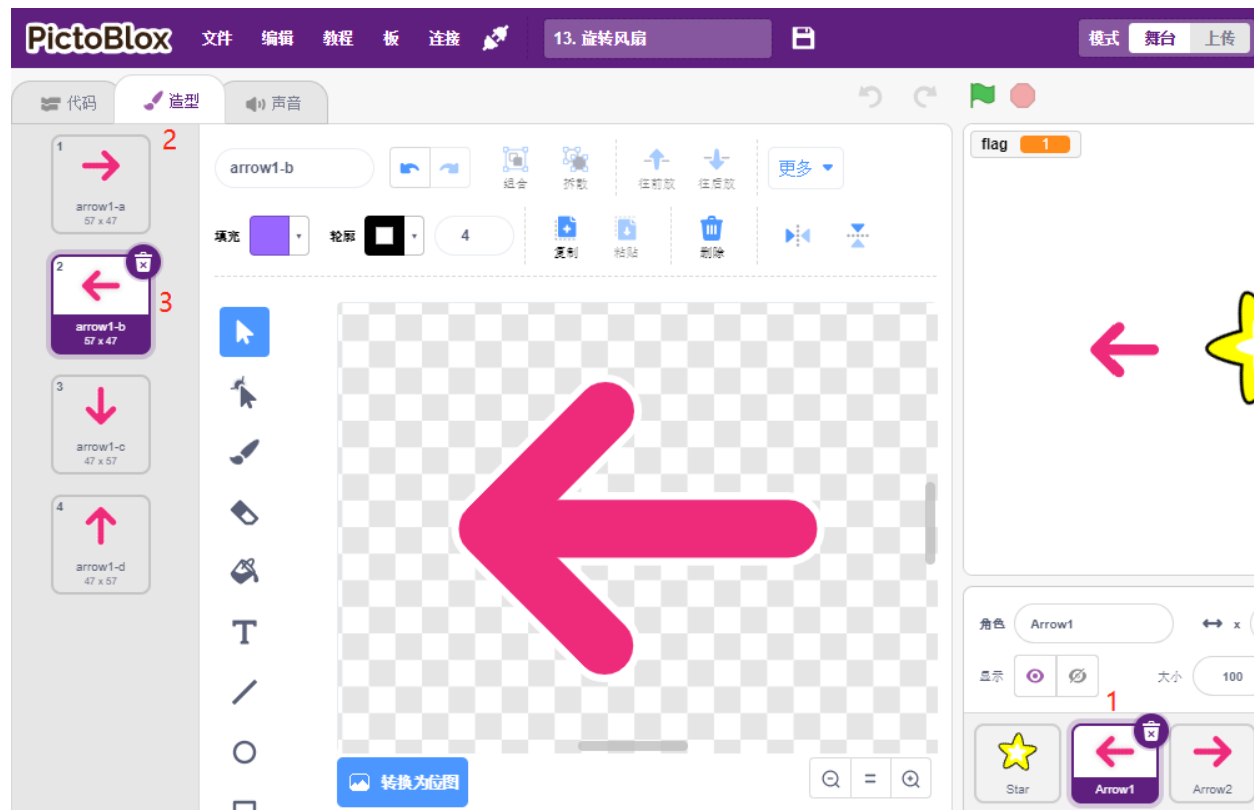 PictoBlox 文件 编辑 教程 板 连接 13. 旋转风扇 模式 舞台 上传
代码 造型 声音
2
1
arrow1-a
57 x 47
2
arrow1-b
57 x 47
3
3
arrow1-c
47 x 57
4
arrow1-d
47 x 57
arrow1-b 组合 拆散 往前放 往后放 更多
填充 轮廓 4 复制 粘贴 删除
T
转换为位图
=
flag 1
角色 Arrow1 x
显示 大小 100
1
Star Arrow1 Arrow2